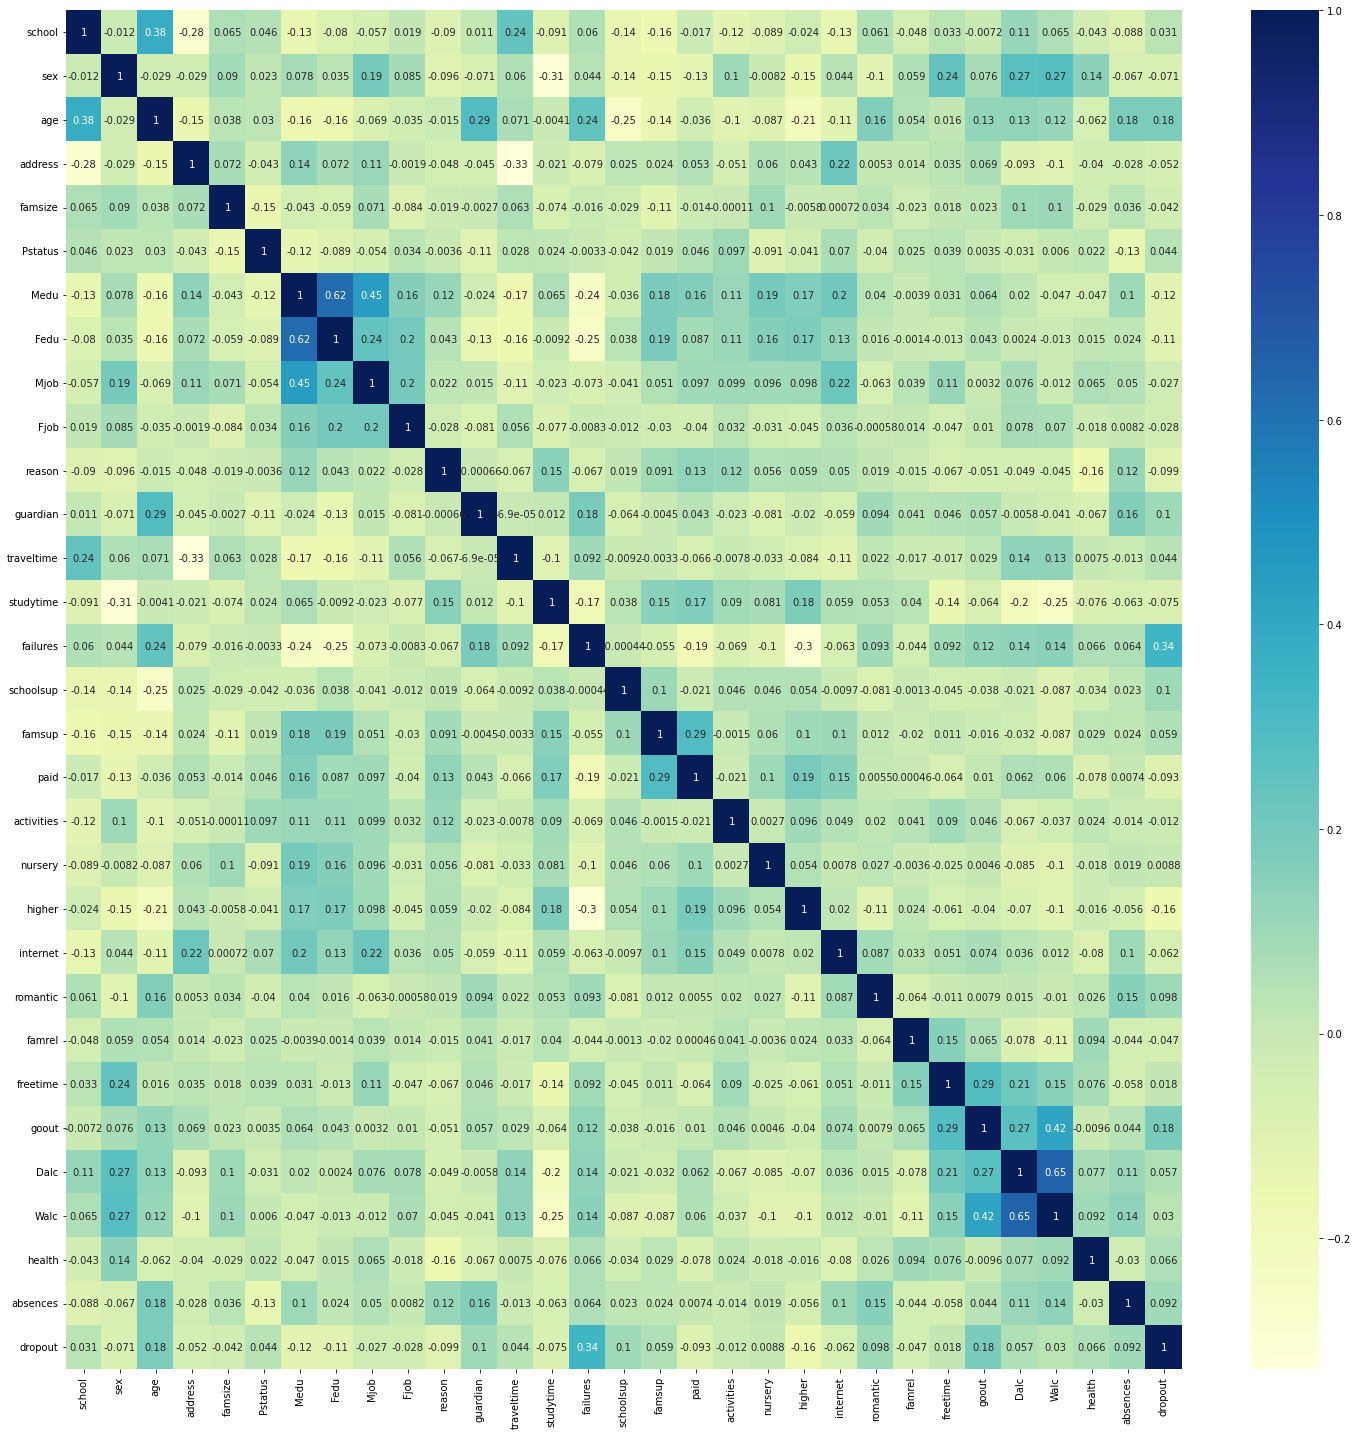 school 1 -0.012 0.38 -0.28 0.065 0.046 -0.13 -0.08 -0.057 0.019 -0.09 0.011 0.24 -0.091 0.06 -0.14 -0.16 -0.017 -0.12 -0.089 -0.024 -0.13 0.061 -0.048 0.033 -0.0072 0.11 0.065 -0.043 -0.088 0.031
sex -0.012 1 -0.029 -0.029 0.09 0.023 0.078 0.035 0.19 0.085 -0.096 -0.071 0.06 -0.31 0.044 -0.14 -0.15 -0.13 0.1 -0.0082 -0.15 0.044 -0.1 0.059 0.24 0.076 0.27 0.27 0.14 -0.067 -0.071
age 0.38 -0.029 1 -0.15 0.038 0.03 -0.16 -0.16 -0.069 -0.035 -0.015 0.29 0.071 -0.0041 0.24 -0.25 -0.14 -0.036 -0.1 -0.087 -0.21 -0.11 0.16 0.054 0.016 0.13 0.13 0.12 -0.062 0.18 0.18
address -0.28 -0.029 -0.15 1 0.072 -0.043 0.14 0.072 0.11 -0.0019 -0.048 -0.045 -0.33 -0.021 -0.079 0.025 0.024 0.053 -0.051 0.06 0.043 0.22 0.0053 0.014 0.035 0.069 -0.093 -0.1 -0.04 -0.028 -0.052
famsize 0.065 0.09 0.038 0.072 1 -0.15 -0.043 -0.059 0.071 -0.084 -0.019 -0.0027 0.063 -0.074 -0.016 -0.029 -0.11 -0.014 -0.00011 0.1 -0.0058 0.00072 0.034 -0.023 0.018 0.023 0.1 0.1 -0.029 0.036 -0.042
Pstatus 0.046 0.023 0.03 -0.043 -0.15 1 -0.12 -0.089 -0.054 0.034 -0.0036 -0.11 0.028 0.024 -0.0033 -0.042 0.019 0.046 0.097 -0.091 -0.041 0.07 -0.04 0.025 0.039 0.0035 -0.031 0.006 0.022 -0.13 0.044
Medu -0.13 0.078 -0.16 0.14 -0.043 -0.12 1 0.62 0.45 0.16 0.12 -0.024 -0.17 0.065 -0.24 -0.036 0.18 0.16 0.11 0.19 0.17 0.2 0.04 -0.0039 0.031 0.064 0.02 -0.047 -0.047 0.1 -0.12
Fedu -0.08 0.035 -0.16 0.072 -0.059 -0.089 0.62 1 0.24 0.2 0.043 -0.13 -0.16 -0.0092 -0.25 0.038 0.19 0.087 0.11 0.16 0.17 0.13 0.016 -0.0014 -0.013 0.043 0.0024 -0.013 0.015 0.024 -0.11
Mjob -0.057 0.19 -0.069 0.11 0.071 -0.054 0.45 0.24 1 0.2 0.022 0.015 -0.11 -0.023 -0.073 -0.041 0.051 0.097 0.099 0.096 0.098 0.22 -0.063 0.039 0.11 0.0032 0.076 -0.012 0.065 0.05 -0.027
Fjob 0.019 0.085 -0.035 -0.0019 -0.084 0.034 0.16 0.2 0.2 1 -0.028 -0.081 0.056 -0.077 -0.0083 -0.012 -0.03 -0.04 0.032 -0.031 -0.045 0.036 -0.00058 0.014 -0.047 0.01 0.078 0.07 -0.018 0.0082 -0.028
reason -0.09 -0.096 -0.015 -0.048 -0.019 -0.0036 0.12 0.043 0.022 -0.028 1 -0.00066 -0.067 0.15 -0.067 0.019 0.091 0.13 0.12 0.056 0.059 0.05 0.019 -0.015 -0.067 -0.051 -0.049 -0.045 -0.16 0.12 -0.099
guardian 0.011 -0.071 0.29 -0.045 -0.0027 -0.11 -0.024 -0.13 0.015 -0.081 -0.00066 1 -6.9e-05 0.012 0.18 -0.064 -0.0045 0.043 -0.023 -0.081 -0.02 -0.059 0.094 0.041 0.046 0.057 -0.0058 -0.041 -0.067 0.16 0.1
traveltime 0.24 0.06 0.071 -0.33 0.063 0.028 -0.17 -0.16 -0.11 0.056 -0.067 -6.9e-05 1 -0.1 0.092 -0.0092 -0.0033 -0.066 -0.0078 -0.033 -0.084 -0.11 0.022 -0.017 -0.017 0.029 0.14 0.13 0.0075 -0.013 0.044
studytime -0.091 -0.31 -0.0041 -0.021 -0.074 0.024 0.065 -0.0092 -0.023 -0.077 0.15 0.012 -0.1 1 -0.17 0.038 0.15 0.17 0.09 0.081 0.18 0.059 0.053 0.04 -0.14 -0.064 -0.2 -0.25 -0.076 -0.063 -0.075
failures 0.06 0.044 0.24 -0.079 -0.016 -0.0033 -0.24 -0.25 -0.073 -0.0083 -0.067 0.18 0.092 -0.17 1 -0.00044 -0.055 -0.19 -0.069 -0.1 -0.3 -0.063 0.093 -0.044 0.092 0.12 0.14 0.14 0.066 0.064 0.34
schoolsup -0.14 -0.14 -0.25 0.025 -0.029 -0.042 -0.036 0.038 -0.041 -0.012 0.019 -0.064 -0.0092 0.038 -0.00044 1 0.1 -0.021 0.046 0.046 0.054 -0.0097 -0.081 -0.0013 -0.045 -0.038 -0.021 -0.087 -0.034 0.023 0.1
famsup -0.16 -0.15 -0.14 0.024 -0.11 0.019 0.18 0.19 0.051 -0.03 0.091 -0.0045 -0.0033 0.15 -0.055 0.1 1 0.29 -0.0015 0.06 0.1 0.1 0.012 -0.02 0.011 -0.016 -0.032 -0.087 0.029 0.024 0.059
paid -0.017 -0.13 -0.036 0.053 -0.014 0.046 0.16 0.087 0.097 -0.04 0.13 0.043 -0.066 0.17 -0.19 -0.021 0.29 1 -0.021 0.1 0.19 0.15 0.0055 0.00046 -0.064 0.01 0.062 0.06 -0.078 0.0074 -0.093
activities -0.12 0.1 -0.1 -0.051 -0.00011 0.097 0.11 0.11 0.099 0.032 0.12 -0.023 -0.0078 0.09 -0.069 0.046 -0.0015 -0.021 1 0.0027 0.096 0.049 0.02 0.041 0.09 0.046 -0.067 -0.037 0.024 -0.014 -0.012
nursery -0.089 -0.0082 -0.087 0.06 0.1 -0.091 0.19 0.16 0.096 -0.031 0.056 -0.081 -0.033 0.081 -0.1 0.046 0.06 0.1 0.0027 1 0.054 0.0078 0.027 -0.0036 -0.025 0.0046 -0.085 -0.1 -0.018 0.019 0.0088
higher -0.024 -0.15 -0.21 0.043 -0.0058 -0.041 0.17 0.17 0.098 -0.045 0.059 -0.02 -0.084 0.18 -0.3 0.054 0.1 0.19 0.096 0.054 1 0.02 -0.11 0.024 -0.061 -0.04 -0.07 -0.1 -0.016 -0.056 -0.16
internet -0.13 0.044 -0.11 0.22 0.00072 0.07 0.2 0.13 0.22 0.036 0.05 -0.059 -0.11 0.059 -0.063 -0.0097 0.1 0.15 0.049 0.0078 0.02 1 0.087 0.033 0.051 0.074 0.036 0.012 -0.08 0.1 -0.062
romantic 0.061 -0.1 0.16 0.0053 0.034 -0.04 0.04 0.016 -0.063 -0.00058 0.019 0.094 0.022 0.053 0.093 -0.081 0.012 0.0055 0.02 0.027 -0.11 0.087 1 -0.064 -0.011 0.0079 0.015 -0.01 0.026 0.15 0.098
famrel -0.048 0.059 0.054 0.014 -0.023 0.025 -0.0039 -0.0014 0.039 0.014 -0.015 0.041 -0.017 0.04 -0.044 -0.0013 -0.02 0.00046 0.041 -0.0036 0.024 0.033 -0.064 1 0.15 0.065 -0.078 -0.11 0.094 -0.044 -0.047
freetime 0.033 0.24 0.016 0.035 0.018 0.039 0.031 -0.013 0.11 -0.047 -0.067 0.046 -0.017 -0.14 0.092 -0.045 0.011 -0.064 0.09 -0.025 -0.061 0.051 -0.011 0.15 1 0.29 0.21 0.15 0.076 -0.058 0.018
goout -0.0072 0.076 0.13 0.069 0.023 0.0035 0.064 0.043 0.0032 0.01 -0.051 0.057 0.029 -0.064 0.12 -0.038 -0.016 0.01 0.046 0.0046 -0.04 0.074 0.0079 0.065 0.29 1 0.27 0.42 -0.0096 0.044 0.18
Dalc 0.11 0.27 0.13 -0.093 0.1 -0.031 0.02 0.0024 0.076 0.078 -0.049 -0.0058 0.14 -0.2 0.14 -0.021 -0.032 0.062 -0.067 -0.085 -0.07 0.036 0.015 -0.078 0.21 0.27 1 0.65 0.077 0.11 0.057
Walc 0.065 0.27 0.12 -0.1 0.1 0.006 -0.047 -0.013 -0.012 0.07 -0.045 -0.041 0.13 -0.25 0.14 -0.087 -0.087 0.06 -0.037 -0.1 -0.1 0.012 -0.01 -0.11 0.15 0.42 0.65 1 0.092 0.14 0.03
health -0.043 0.14 -0.062 -0.04 -0.029 0.022 -0.047 0.015 0.065 -0.018 -0.16 -0.067 0.0075 -0.076 0.066 -0.034 0.029 -0.078 0.024 -0.018 -0.016 -0.08 0.026 0.094 0.076 -0.0096 0.077 0.092 1 -0.03 0.066
absences -0.088 -0.067 0.18 -0.028 0.036 -0.13 0.1 0.024 0.05 0.0082 0.12 0.16 -0.013 -0.063 0.064 0.023 0.024 0.0074 -0.014 0.019 -0.056 0.1 0.15 -0.044 -0.058 0.044 0.11 0.14 -0.03 1 0.092
dropout 0.031 -0.071 0.18 -0.052 -0.042 0.044 -0.12 -0.11 -0.027 -0.028 -0.099 0.1 0.044 -0.075 0.34 0.1 0.059 -0.093 -0.012 0.0088 -0.16 -0.062 0.098 -0.047 0.018 0.18 0.057 0.03 0.066 0.092 1
school sex age address famsize Pstatus Medu Fedu Mjob Fjob reason guardian traveltime studytime failures schoolsup famsup paid activities nursery higher internet romantic famrel freetime goout Dalc Walc health absences dropout
1.0
0.8
0.6
0.4
0.2
0.0
−0.2